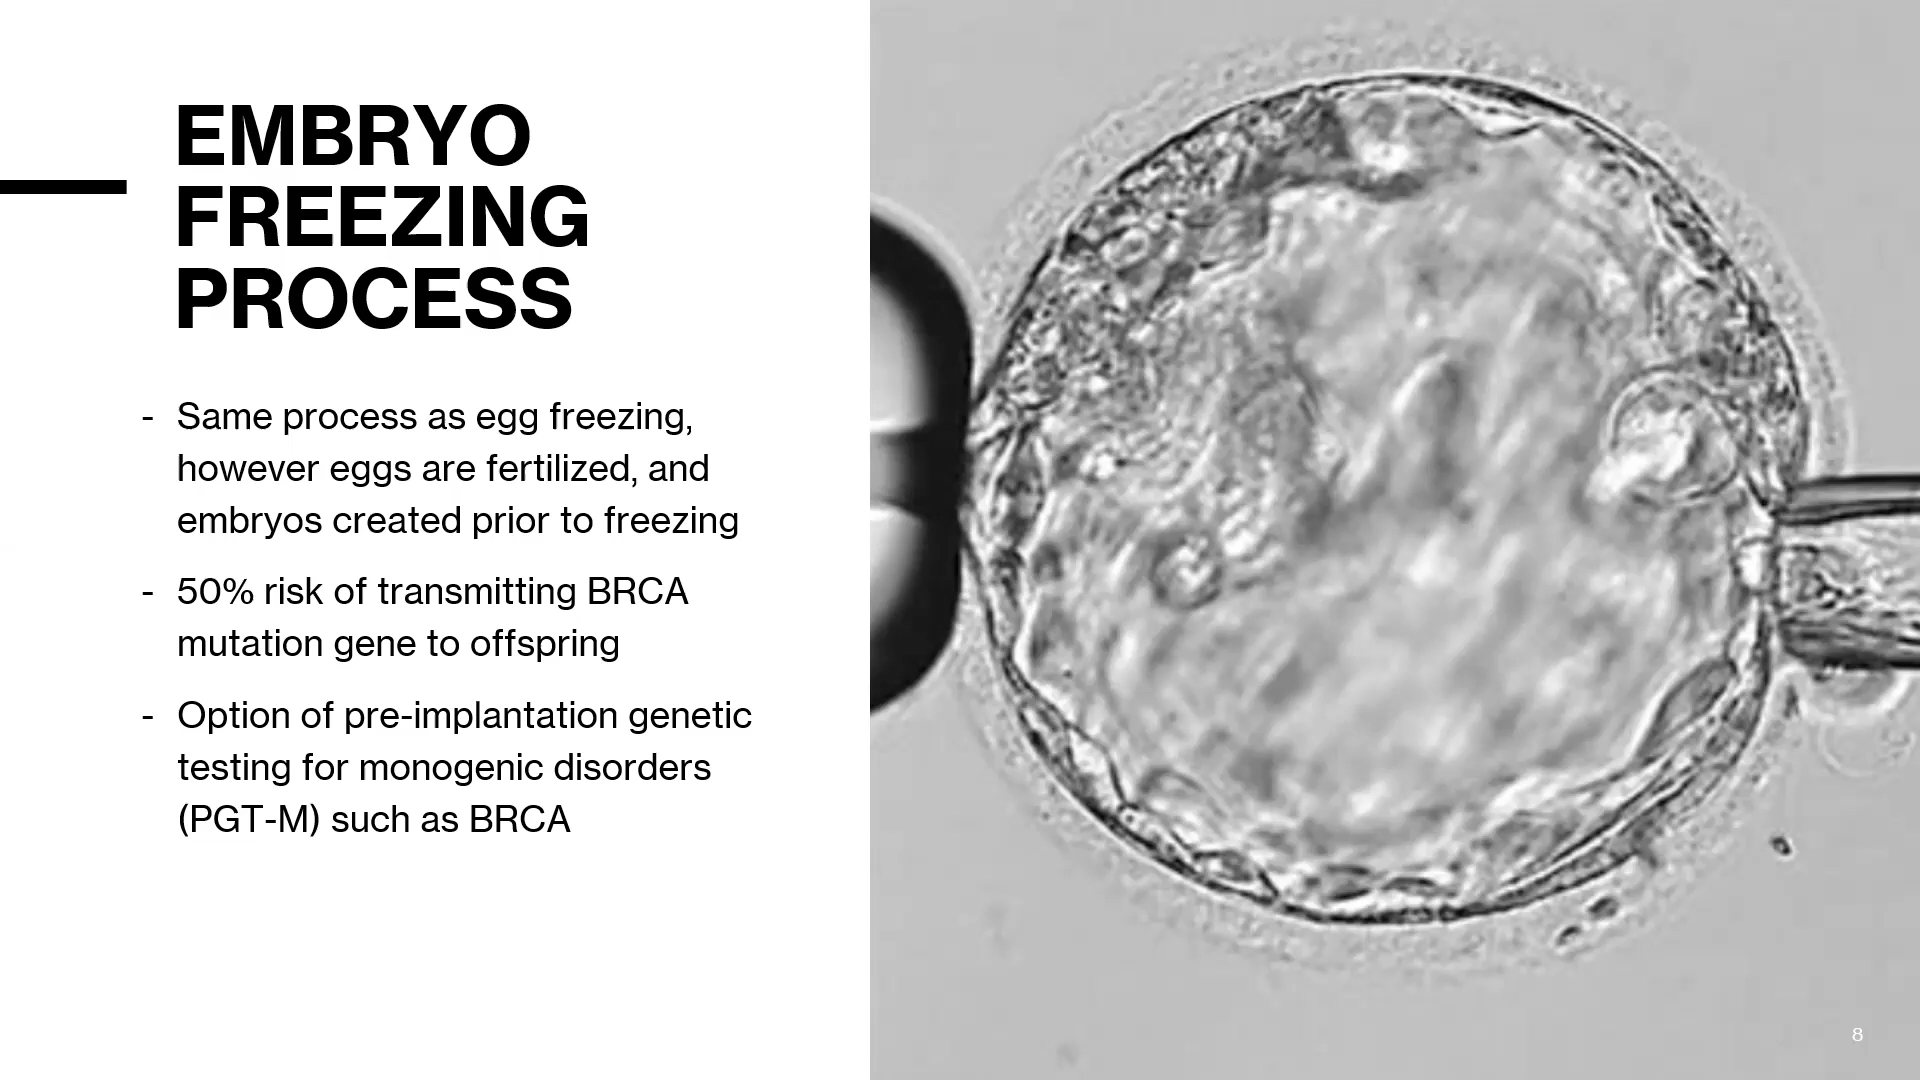 EMBRYO
FREEZING
PROCESS
- Same process as egg freezing,
however eggs are fertilized, and
embryos created prior to freezing
- 50% risk of transmitting BRCA
mutation gene to offspring
- Option of pre-implantation genetic
testing for monogenic disorders
(PGT-M) such as BRCA
8